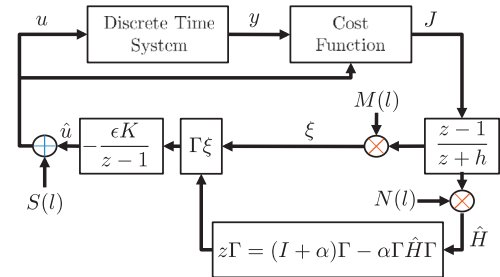 u
Discrete Time
System
y
Cost
Function
J
M(l)
ξ
û
−ϵK/(z − 1)
Γξ
(z − 1)/(z + h)
S(l)
N(l)
Ĥ
zΓ = (I + α)Γ − αΓĤΓ